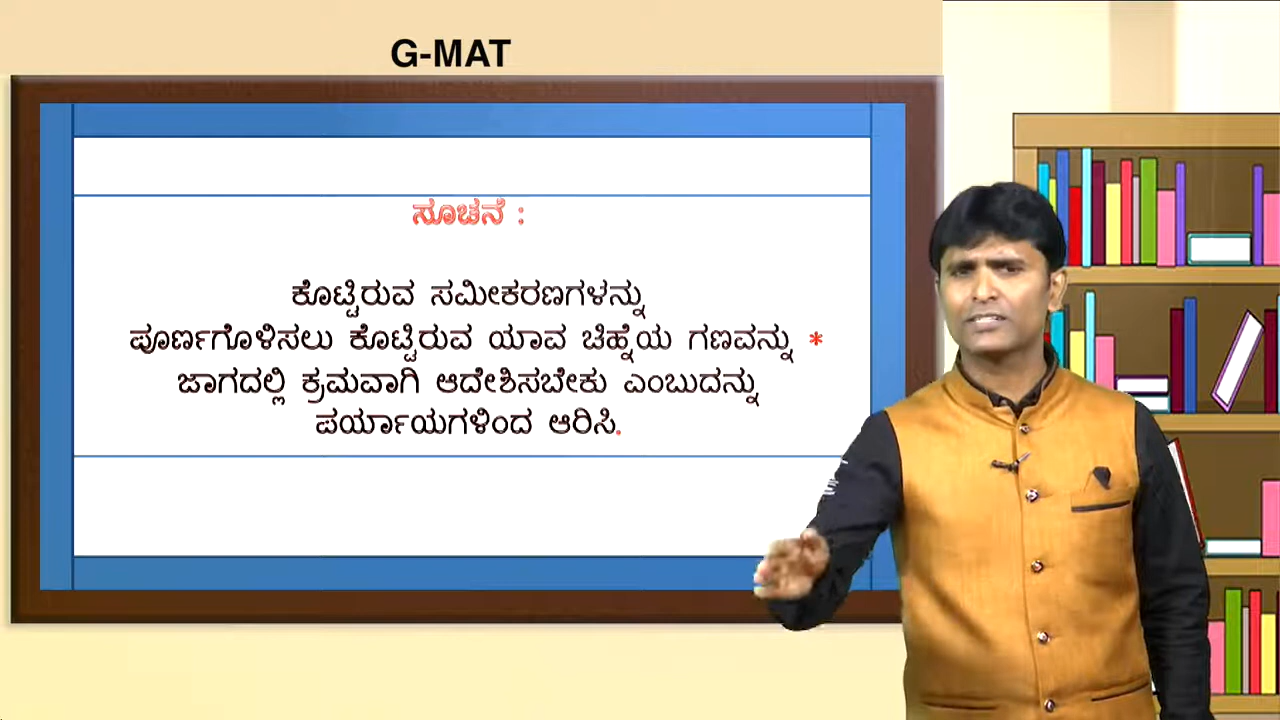 G-MAT
ಸೂಚನೆ :
ಕೊಟ್ಟಿರುವ ಸಮೀಕರಣಗಳನ್ನು
ಪೂರ್ಣಗೊಳಿಸಲು ಕೊಟ್ಟಿರುವ ಯಾವ ಚಿಹ್ನೆಯ ಗಣವನ್ನು *
ಜಾಗದಲ್ಲಿ ಕ್ರಮವಾಗಿ ಆದೇಶಿಸಬೇಕು ಎಂಬುದನ್ನು
ಪರ್ಯಾಯಗಳಿಂದ ಆರಿಸಿ.